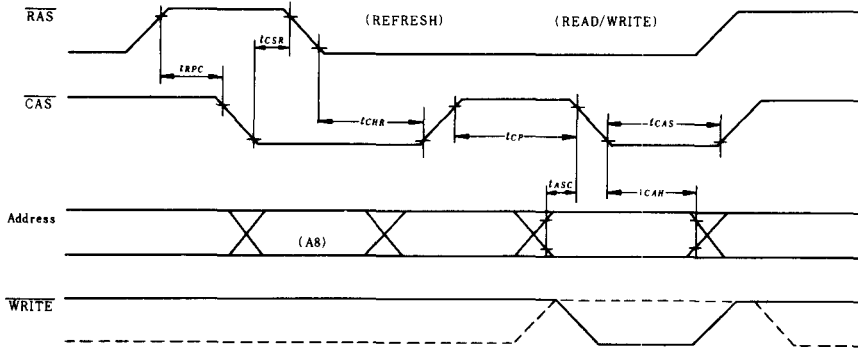 RAS
(REFRESH)
(READ/WRITE)
tCSR
tRPC
CAS
tCHR
tCP
tCAS
tASC
tCAH
Address
(A8)
WRITE